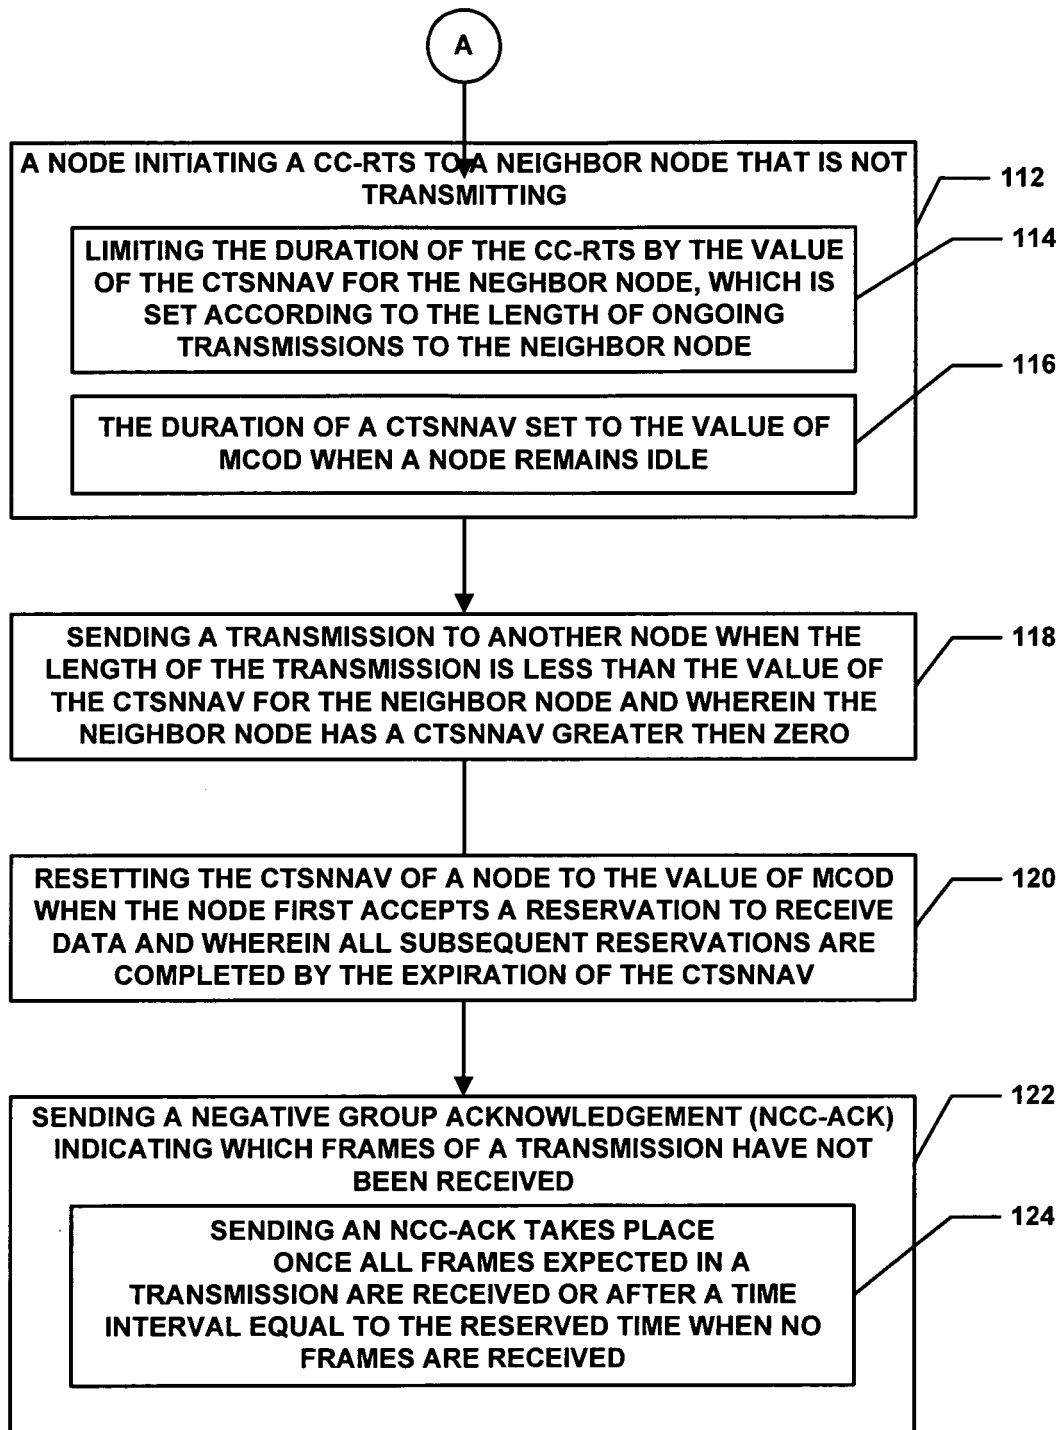 A
A NODE INITIATING A CC-RTS TO A NEIGHBOR NODE THAT IS NOT
TRANSMITTING
112
LIMITING THE DURATION OF THE CC-RTS BY THE VALUE
OF THE CTSNNAV FOR THE NEGHBOR NODE, WHICH IS
SET ACCORDING TO THE LENGTH OF ONGOING
TRANSMISSIONS TO THE NEIGHBOR NODE
114
THE DURATION OF A CTSNNAV SET TO THE VALUE OF
MCOD WHEN A NODE REMAINS IDLE
116
SENDING A TRANSMISSION TO ANOTHER NODE WHEN THE
LENGTH OF THE TRANSMISSION IS LESS THAN THE VALUE OF
THE CTSNNAV FOR THE NEIGHBOR NODE AND WHEREIN THE
NEIGHBOR NODE HAS A CTSNNAV GREATER THEN ZERO
118
RESETTING THE CTSNNAV OF A NODE TO THE VALUE OF MCOD
WHEN THE NODE FIRST ACCEPTS A RESERVATION TO RECEIVE
DATA AND WHEREIN ALL SUBSEQUENT RESERVATIONS ARE
COMPLETED BY THE EXPIRATION OF THE CTSNNAV
120
SENDING A NEGATIVE GROUP ACKNOWLEDGEMENT (NCC-ACK)
INDICATING WHICH FRAMES OF A TRANSMISSION HAVE NOT
BEEN RECEIVED
122
SENDING AN NCC-ACK TAKES PLACE
ONCE ALL FRAMES EXPECTED IN A
TRANSMISSION ARE RECEIVED OR AFTER A TIME
INTERVAL EQUAL TO THE RESERVED TIME WHEN NO
FRAMES ARE RECEIVED
124